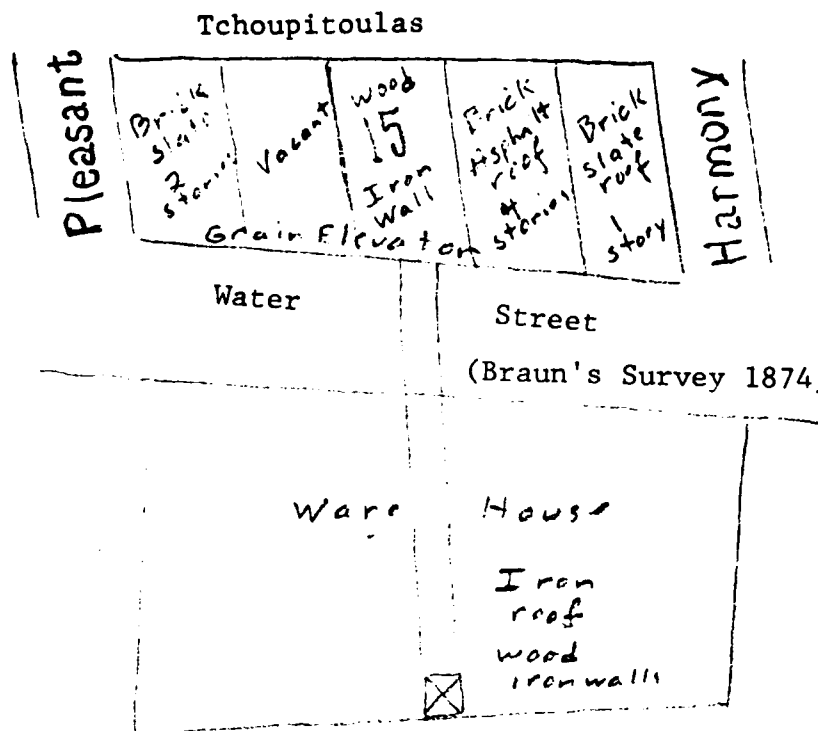 Tchoupitoulas
Pleasant
Brick
slate
2
stories
Vacant
Wood
15
Iron
Wall
Brick
Asphalt
roof
4
stories
Brick
slate
roof
1
story
Harmony
Grain Elevator
Water Street
(Braun's Survey 1874
Ware House
Iron
roof
wood
iron walls